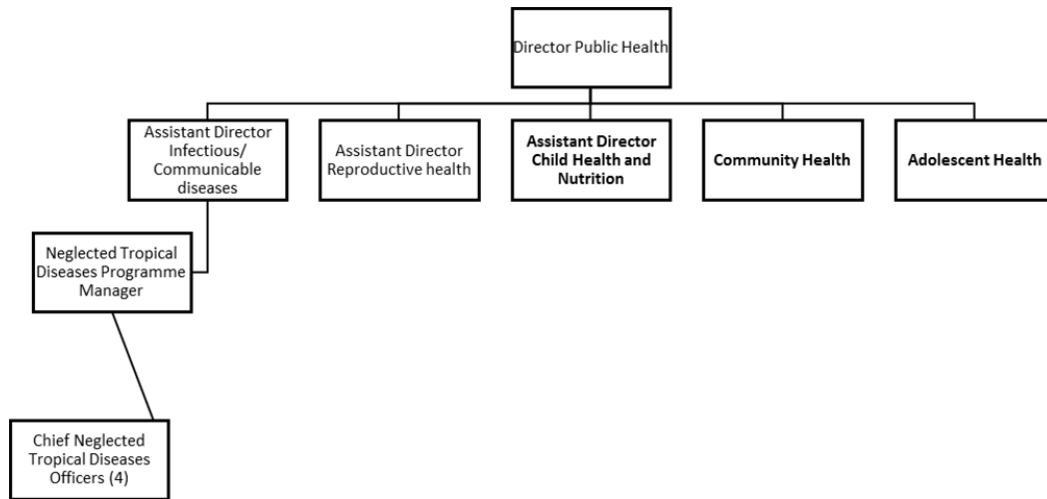 Director Public Health
Assistant Director
Infectious/
Communicable
diseases
Assistant Director
Reproductive health
Assistant Director
Child Health and
Nutrition
Community Health
Adolescent Health
Neglected Tropical
Diseases Programme
Manager
Chief Neglected
Tropical Diseases
Officers (4)